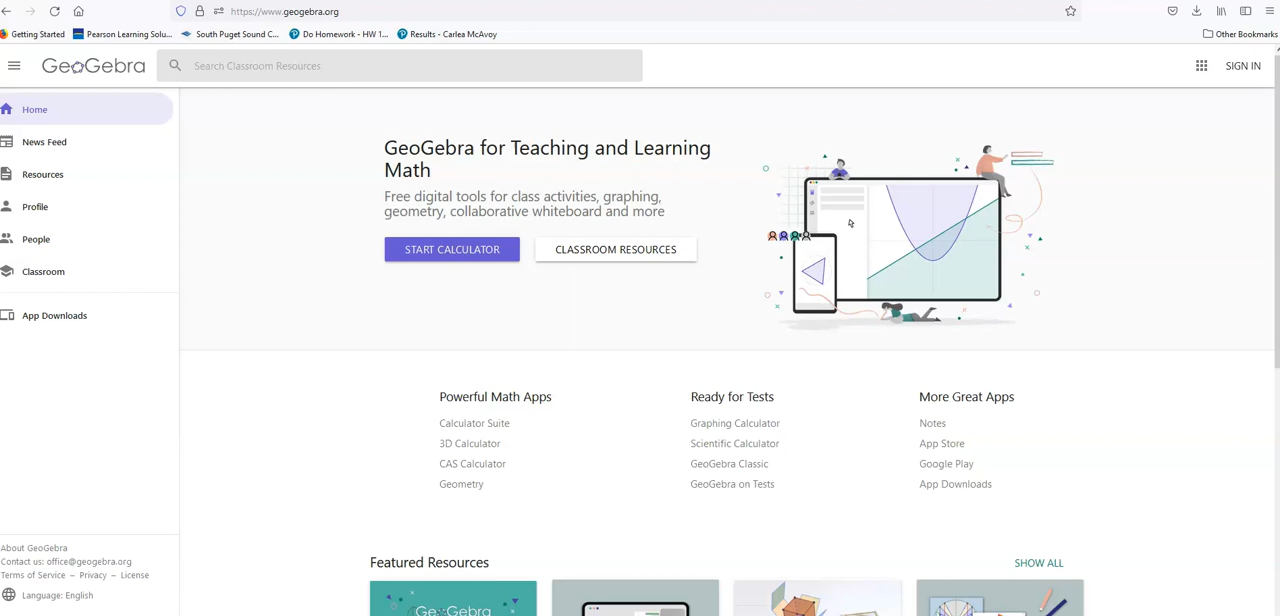 https://www.geogebra.org
Getting Started
Pearson Learning Solu...
South Puget Sound C...
Do Homework - HW 1...
Results - Carlea McAvoy
Other Bookmarks
GeoGebra
Search Classroom Resources
SIGN IN
Home
News Feed
Resources
Profile
People
Classroom
App Downloads
GeoGebra for Teaching and Learning
Math
Free digital tools for class activities, graphing,
geometry, collaborative whiteboard and more
START CALCULATOR
CLASSROOM RESOURCES
Powerful Math Apps
Calculator Suite
3D Calculator
CAS Calculator
Geometry
Ready for Tests
Graphing Calculator
Scientific Calculator
GeoGebra Classic
GeoGebra on Tests
More Great Apps
Notes
App Store
Google Play
App Downloads
Featured Resources
SHOW ALL
GeoGebra
About GeoGebra
Contact us: office@geogebra.org
Terms of Service – Privacy – License
Language: English